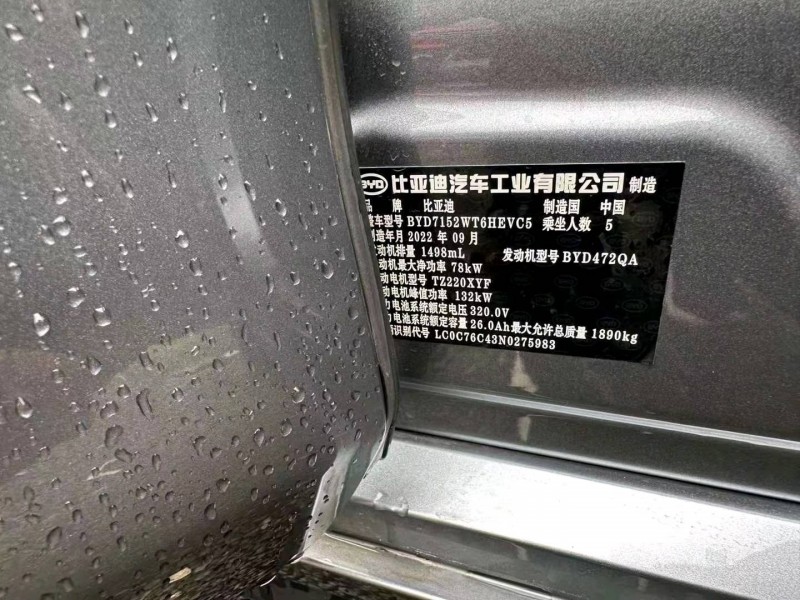 BYD 比亚迪汽车工业有限公司 制造
品 牌 比亚迪 制造国 中国
整车型号 BYD7152WT6HEVC5 乘坐人数 5
制造年月 2022 年 09 月
动机排量 1498mL 发动机型号 BYD472QA
动机最大净功率 78kW
动电机型号 TZ220XYF
动电机峰值功率 132kW
力电池系统额定电压 320.0V
力电池系统额定容量 26.0Ah 最大允许总质量 1890kg
识别代号 LC0C76C43N0275983